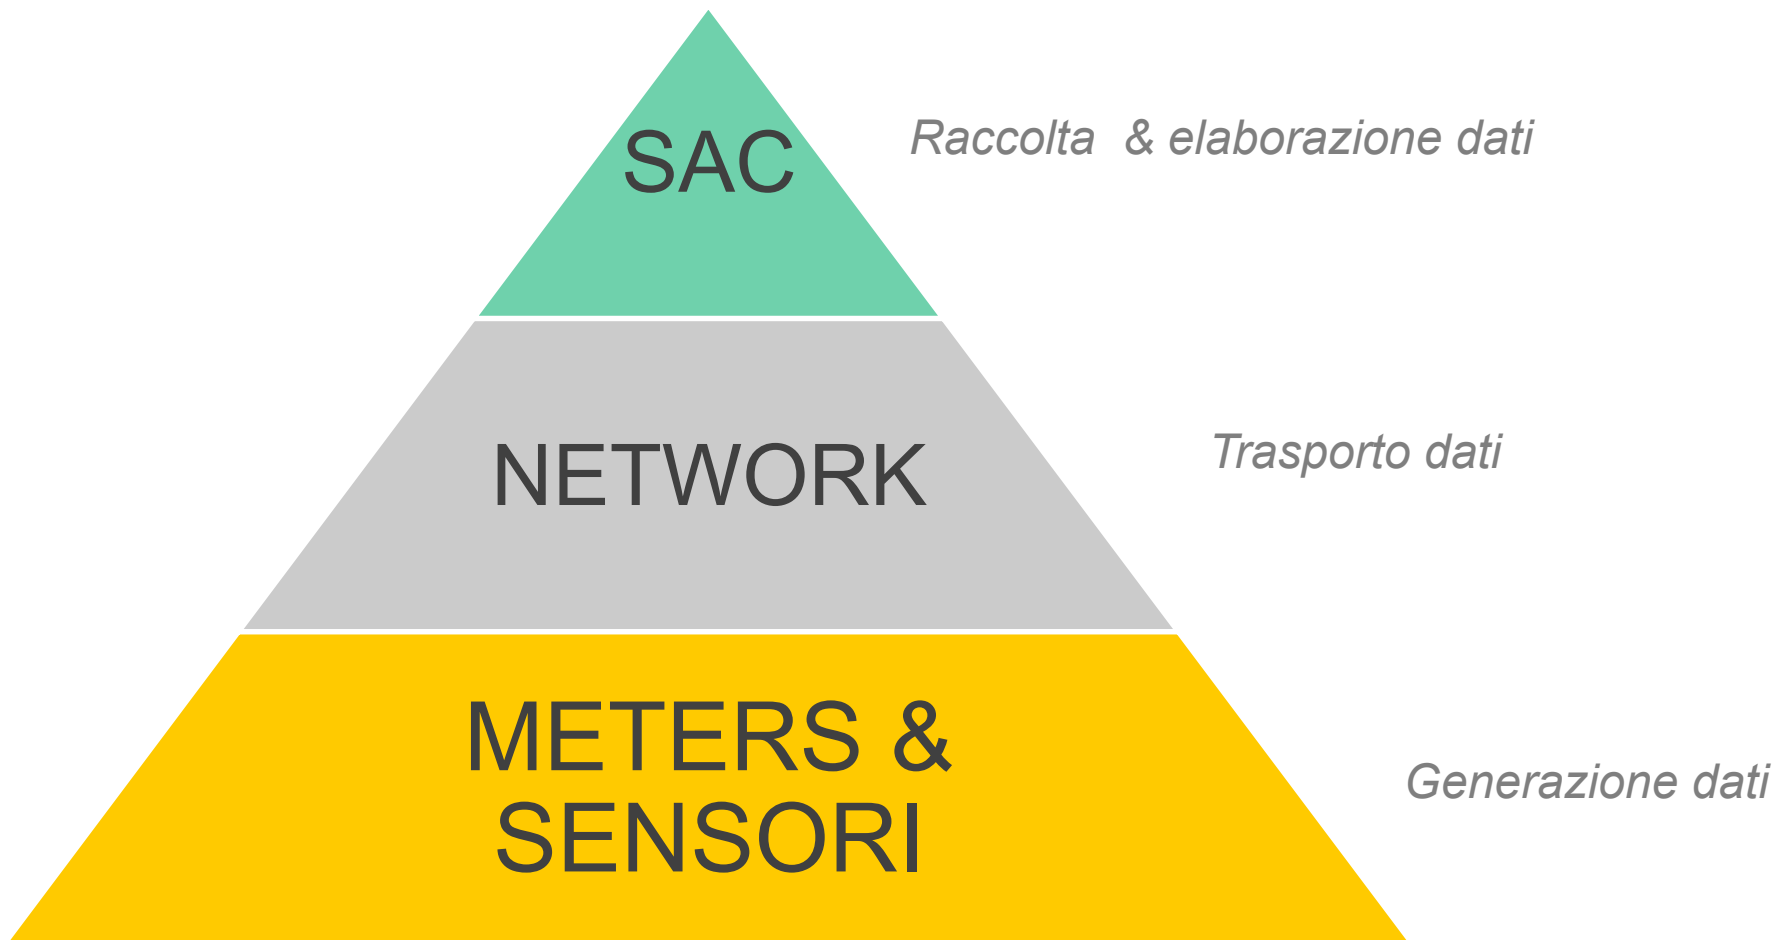 SAC
Raccolta  & elaborazione dati
NETWORK
Trasporto dati
METERS &
SENSORI
Generazione dati